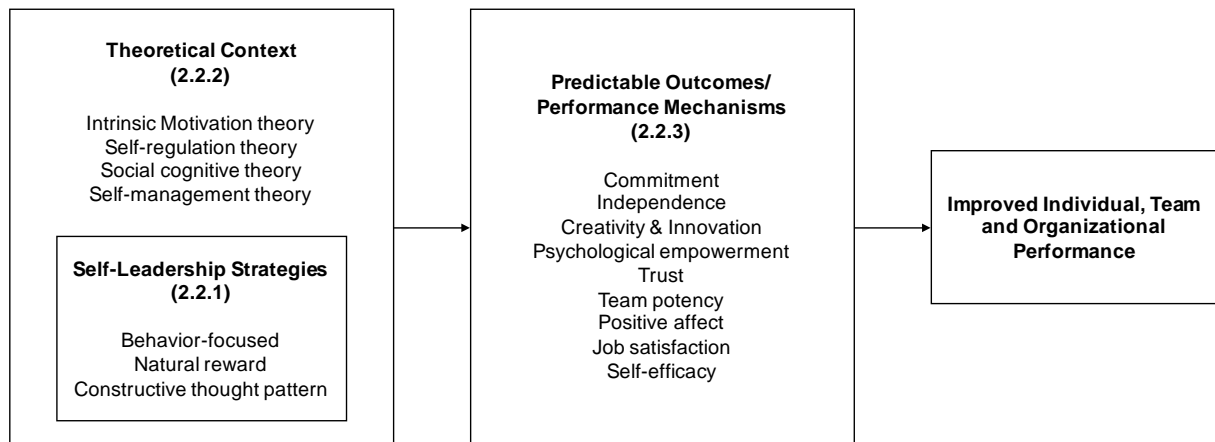 Theoretical Context
(2.2.2)
Intrinsic Motivation theory
Self-regulation theory
Social cognitive theory
Self-management theory
Self-Leadership Strategies
(2.2.1)
Behavior-focused
Natural reward
Constructive thought pattern
Predictable Outcomes/
Performance Mechanisms
(2.2.3)
Commitment
Independence
Creativity & Innovation
Psychological empowerment
Trust
Team potency
Positive affect
Job satisfaction
Self-efficacy
Improved Individual, Team
and Organizational
Performance